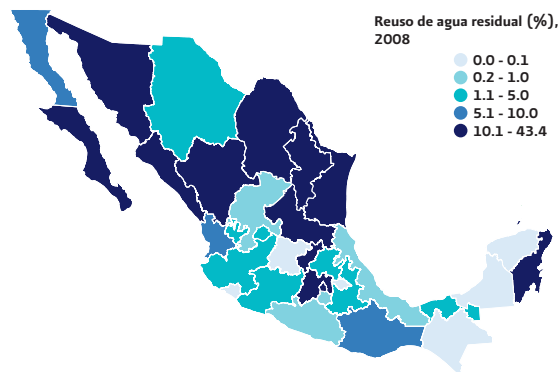 Reuso de agua residual (%),
2008
0.0 - 0.1
0.2 - 1.0
1.1 - 5.0
5.1 - 10.0
10.1 - 43.4